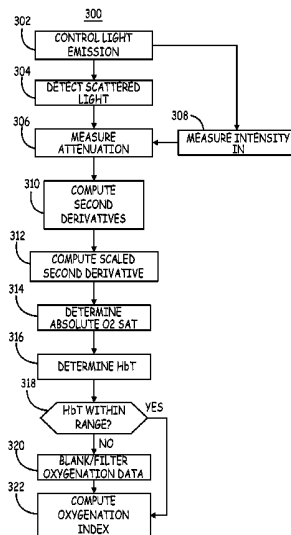 300
302
CONTROL LIGHT
EMISSION
304
DETECT SCATTERED
LIGHT
306
MEASURE
ATTENUATION
308
MEASURE INTENSITY
IN
310
COMPUTE
SECOND
DERIVATIVES
312
COMPUTE SCALED
SECOND DERIVATIVE
314
DETERMINE
ABSOLUTE O2 SAT
316
DETERMINE HbT
318
HbT WITHIN
RANGE?
YES
NO
320
BLANK/FILTER
OXYGENATION DATA
322
COMPUTE
OXYGENATION
INDEX